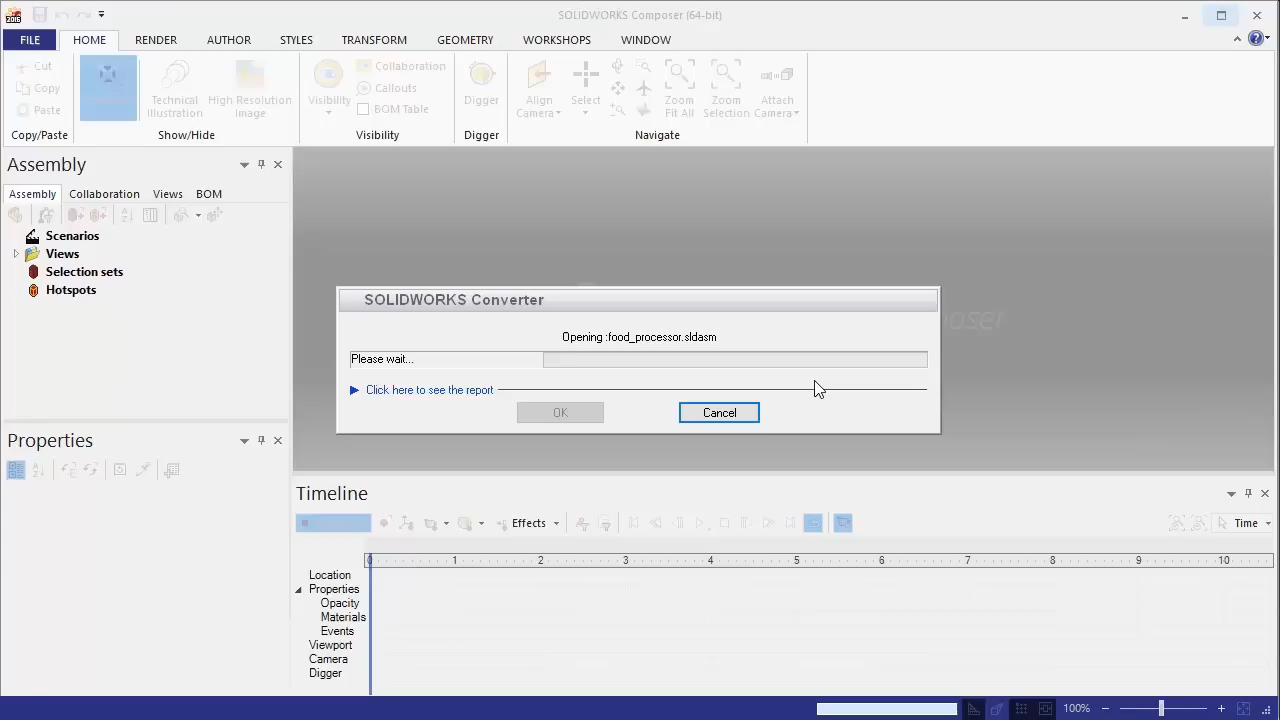 SOLIDWORKS Composer (64-bit)
FILE HOME RENDER AUTHOR STYLES TRANSFORM GEOMETRY WORKSHOPS WINDOW
Cut
Copy
Paste
Copy/Paste
Technical Illustration
High Resolution Image
Show/Hide
Visibility
Collaboration
Callouts
BOM Table
Visibility
Digger
Digger
Align Camera
Select
Zoom Fit All
Zoom Selection
Attach Camera
Navigate
Assembly
Assembly Collaboration Views BOM
Scenarios
Views
Selection sets
Hotspots
SOLIDWORKS Converter
Opening :food_processor.sldasm
Please wait...
Click here to see the report
OK Cancel
Properties
Timeline
Effects
Time
0 1 2 3 4 5 6 7 8 9 10
Location
Properties
Opacity
Materials
Events
Viewport
Camera
Digger
100%